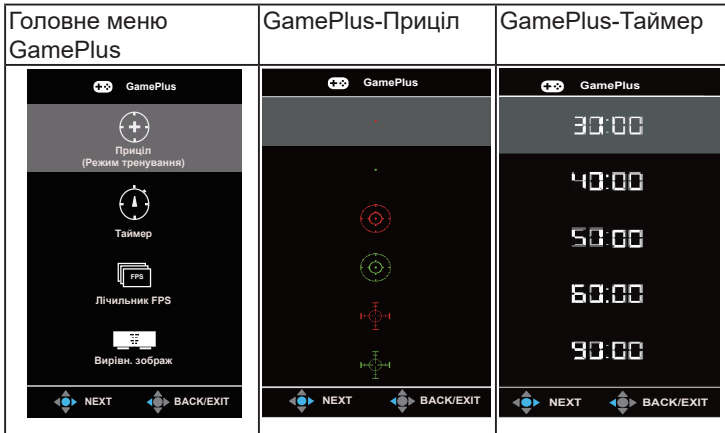 Головне меню
GamePlus
GamePlus-Приціл
GamePlus-Таймер
GamePlus
Приціл
(Режим тренування)
Таймер
FPS
Лічильник FPS
Вирівн. зображ
NEXT BACK/EXIT
GamePlus
NEXT BACK/EXIT
GamePlus
30:00
40:00
50:00
60:00
90:00
NEXT BACK/EXIT